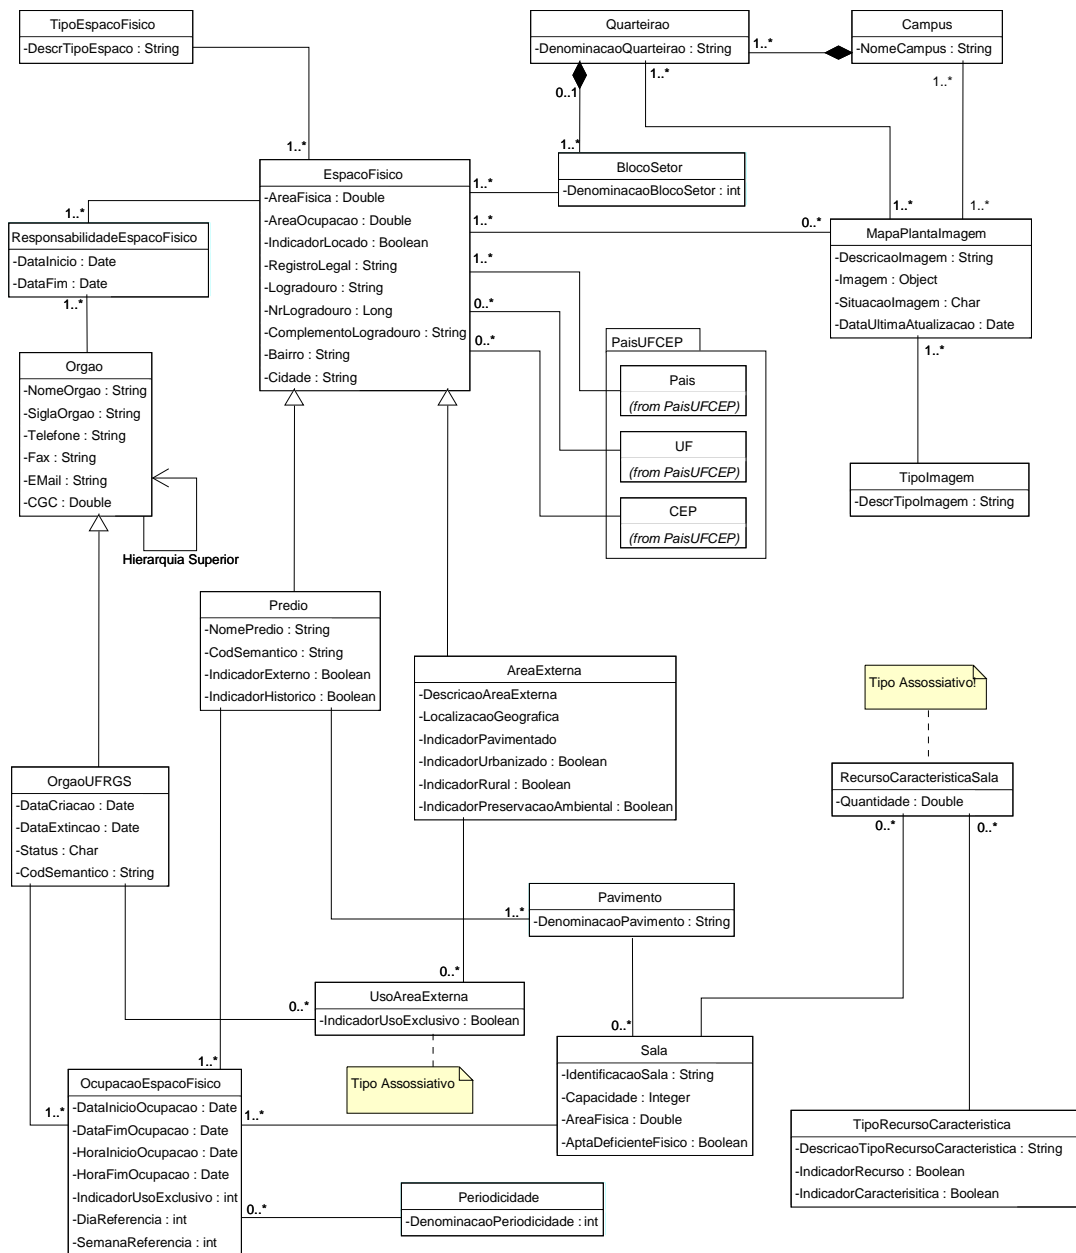 TipoEspacoFisico
-DescrTipoEspaco : String
Quarteirao
-DenominacaoQuarteirao : String
Campus
-NomeCampus : String
1..*
1..*
1..*
0..1
1..*
1..*
BlocoSetor
-DenominacaoBlocoSetor : int
EspacoFisico
-AreaFisica : Double
-AreaOcupacao : Double
-IndicadorLocado : Boolean
-RegistroLegal : String
-Logradouro : String
-NrLogradouro : Long
-ComplementoLogradouro : String
-Bairro : String
-Cidade : String
1..*
1..*
1..*
0..*
0..*
1..*
ResponsabilidadeEspacoFisico
-DataInicio : Date
-DataFim : Date
1..*
1..*
1..*
0..*
MapaPlantaImagem
-DescricaoImagem : String
-Imagem : Object
-SituacaoImagem : Char
-DataUltimaAtualizacao : Date
1..*
PaisUFCEP
Pais
(from PaisUFCEP)
UF
(from PaisUFCEP)
CEP
(from PaisUFCEP)
Orgao
-NomeOrgao : String
-SiglaOrgao : String
-Telefone : String
-Fax : String
-EMail : String
-CGC : Double
Hierarquia Superior
TipoImagem
-DescrTipoImagem : String
Predio
-NomePredio : String
-CodSemantico : String
-IndicadorExterno : Boolean
-IndicadorHistorico : Boolean
AreaExterna
-DescricaoAreaExterna
-LocalizacaoGeografica
-IndicadorPavimentado
-IndicadorUrbanizado : Boolean
-IndicadorRural : Boolean
-IndicadorPreservacaoAmbiental : Boolean
Tipo Assossiativo!
RecursoCaracteristicaSala
-Quantidade : Double
0..*
0..*
OrgaoUFRGS
-DataCriacao : Date
-DataExtincao : Date
-Status : Char
-CodSemantico : String
Pavimento
-DenominacaoPavimento : String
1..*
0..*
0..*
UsoAreaExterna
-IndicadorUsoExclusivo : Boolean
Tipo Assossiativo
0..*
Sala
-IdentificacaoSala : String
-Capacidade : Integer
-AreaFisica : Double
-AptaDeficienteFisico : Boolean
1..*
OcupacaoEspacoFisico
-DataInicioOcupacao : Date
-DataFimOcupacao : Date
-HoraInicioOcupacao : Date
-HoraFimOcupacao : Date
-IndicadorUsoExclusivo : int
-DiaReferencia : int
-SemanaReferencia : int
1..*
1..*
0..*
Periodicidade
-DenominacaoPeriodicidade : int
TipoRecursoCaracteristica
-DescricaoTipoRecursoCaracteristica : String
-IndicadorRecurso : Boolean
-IndicadorCaracterisitica : Boolean